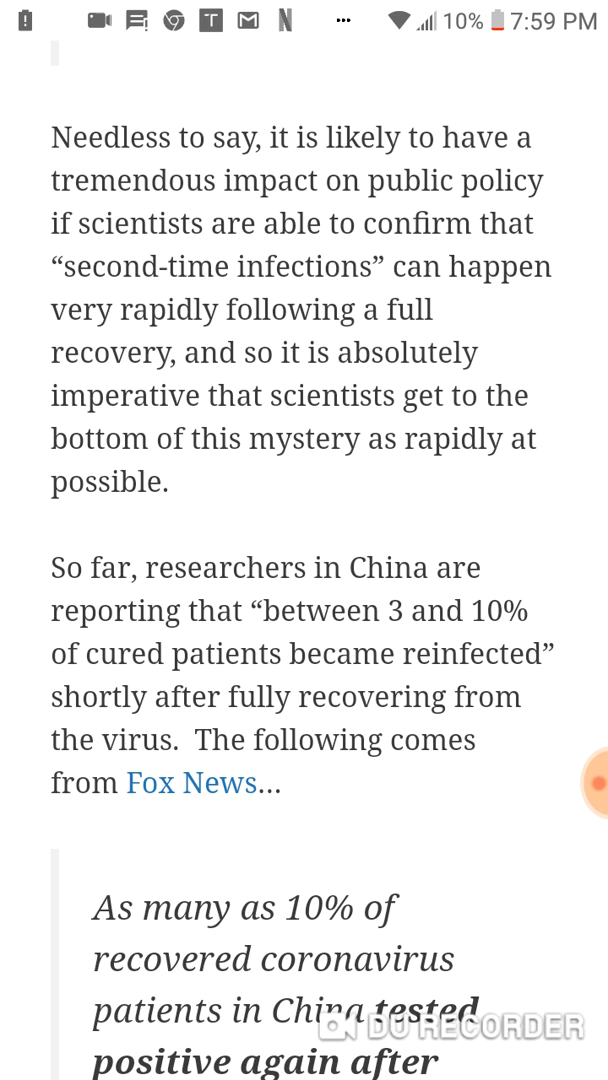 10% 7:59 PM
Needless to say, it is likely to have a
tremendous impact on public policy
if scientists are able to confirm that
“second-time infections” can happen
very rapidly following a full
recovery, and so it is absolutely
imperative that scientists get to the
bottom of this mystery as rapidly at
possible.
So far, researchers in China are
reporting that “between 3 and 10%
of cured patients became reinfected”
shortly after fully recovering from
the virus.  The following comes
from Fox News...
As many as 10% of
recovered coronavirus
patients in China tested
DU RECORDER
positive again after